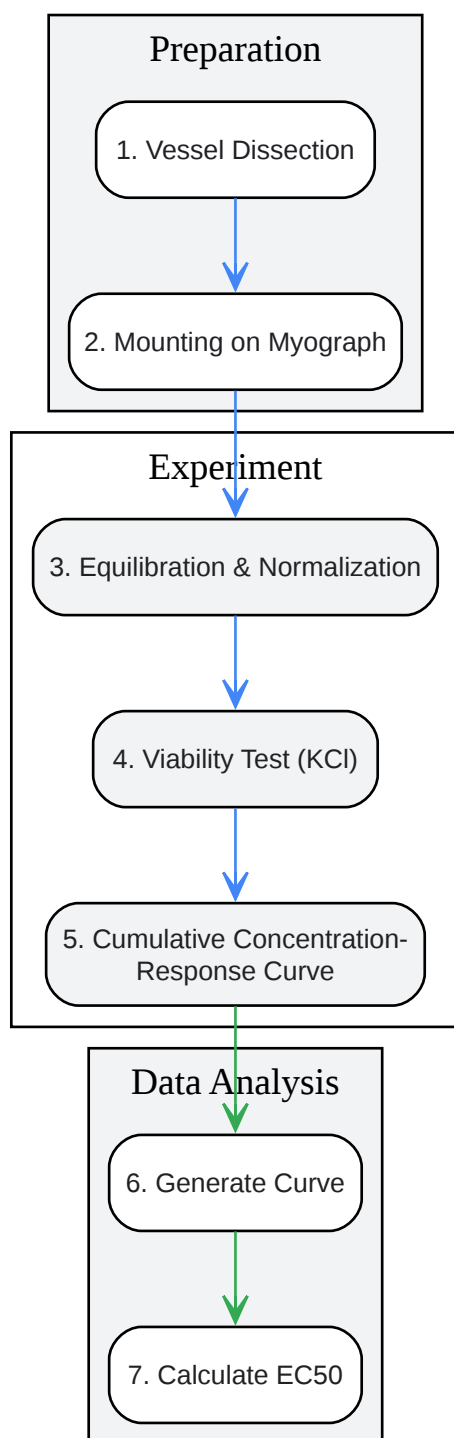 Preparation
1. Vessel Dissection
2. Mounting on Myograph
Experiment
3. Equilibration & Normalization
4. Viability Test (KCl)
5. Cumulative Concentration-
Response Curve
Data Analysis
6. Generate Curve
7. Calculate EC50